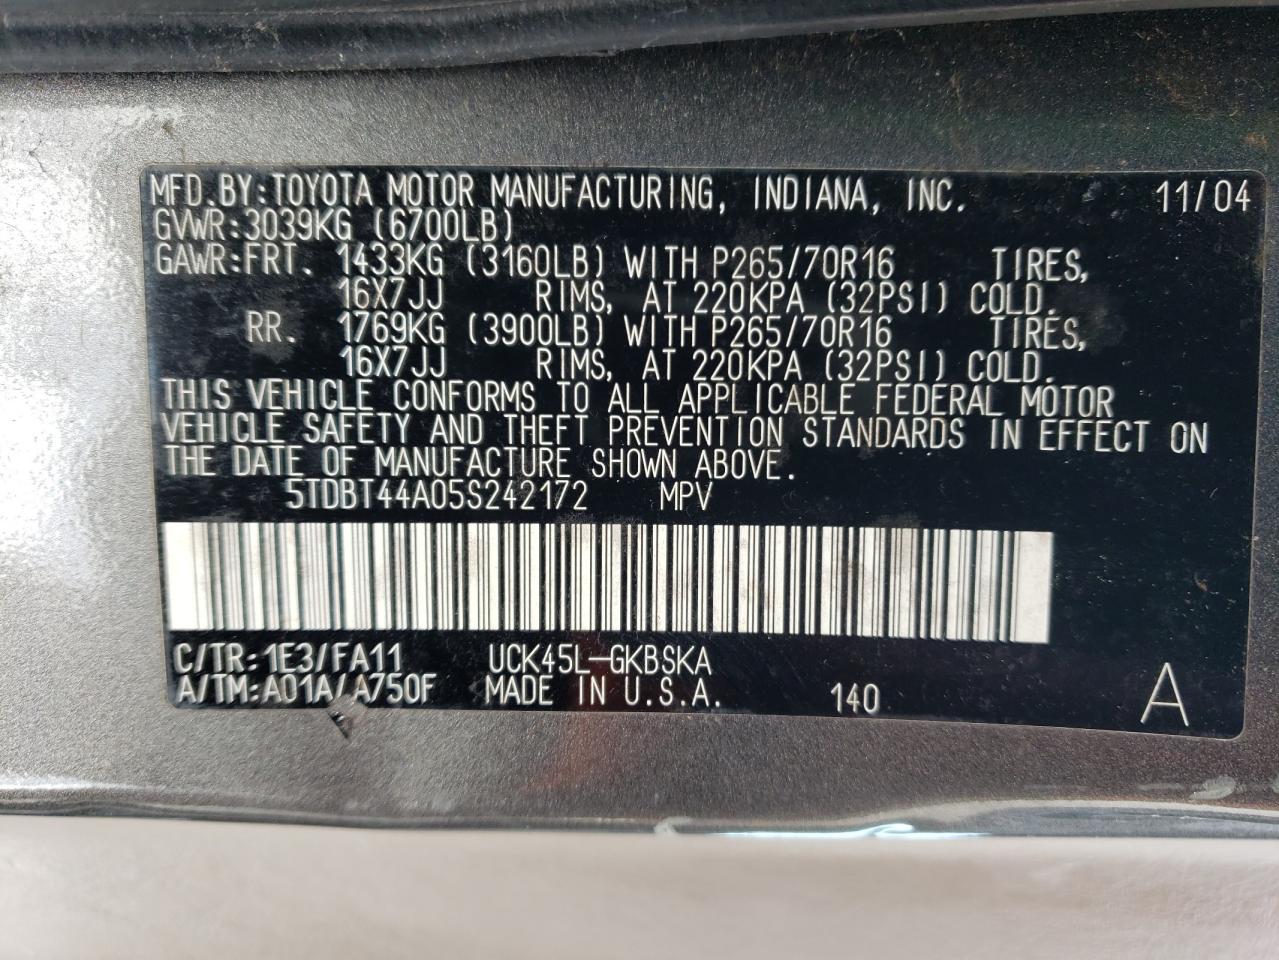 MFD.BY:TOYOTA MOTOR MANUFACTURING, INDIANA, INC. 11/04
GVWR:3039KG (6700LB)
GAWR:FRT. 1433KG (3160LB) WITH P265/70R16 TIRES,
16X7JJ RIMS, AT 220KPA (32PSI) COLD.
RR. 1769KG (3900LB) WITH P265/70R16 TIRES,
16X7JJ RIMS, AT 220KPA (32PSI) COLD.
THIS VEHICLE CONFORMS TO ALL APPLICABLE FEDERAL MOTOR
VEHICLE SAFETY AND THEFT PREVENTION STANDARDS IN EFFECT ON
THE DATE OF MANUFACTURE SHOWN ABOVE.
5TDBT44A05S242172 MPV
C/TR:1E3/FA11 UCK45L-GKBSKA
A/TM:A01A/A750F MADE IN U.S.A. 140 A